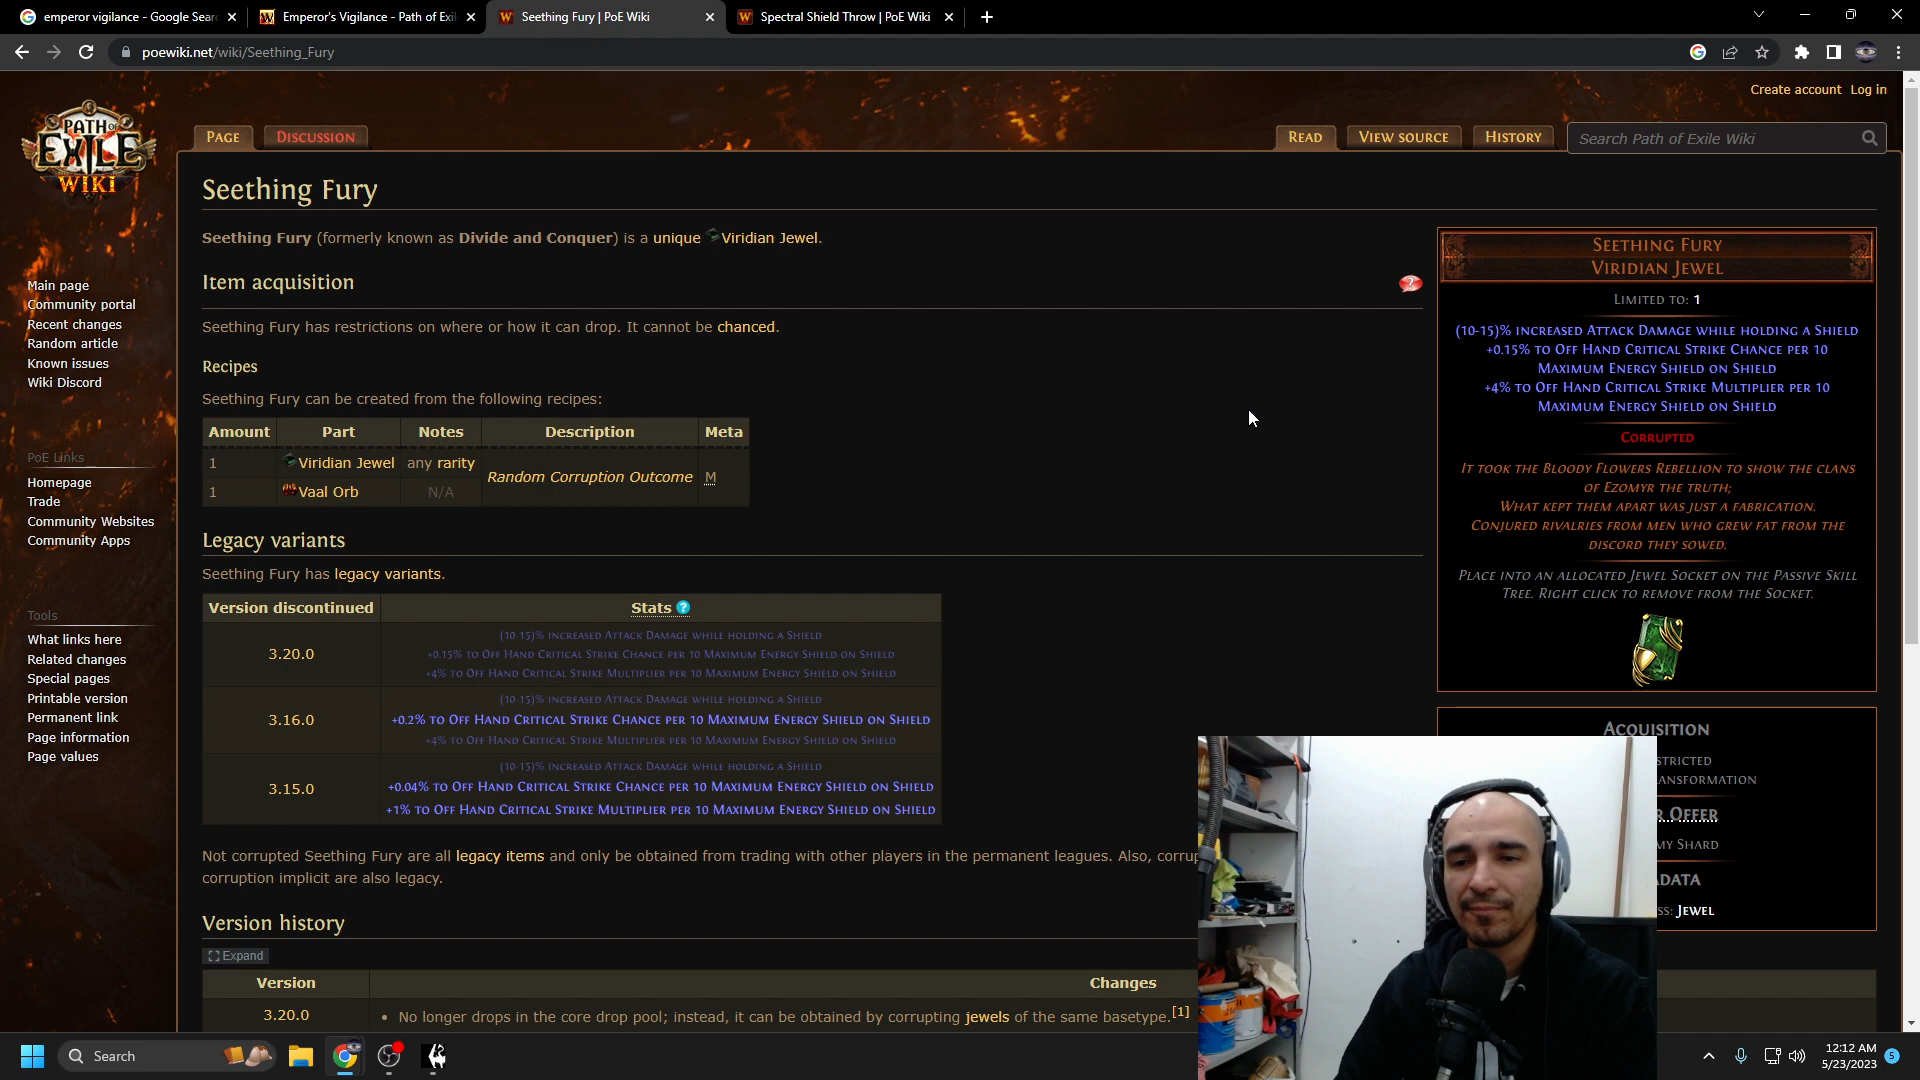 emperor vigilance - Google Sear
Emperor's Vigilance - Path of Exi
Seething Fury | PoE Wiki
Spectral Shield Throw | PoE Wiki
poewiki.net/wiki/Seething_Fury
Create account Log in
PATH OF EXILE WIKI
PAGE
DISCUSSION
READ
VIEW SOURCE
HISTORY
Search Path of Exile Wiki
Seething Fury
Seething Fury (formerly known as Divide and Conquer) is a unique Viridian Jewel.
Item acquisition
Seething Fury has restrictions on where or how it can drop. It cannot be chanced.
Recipes
Seething Fury can be created from the following recipes:
Amount Part Notes Description Meta
1 Viridian Jewel any rarity Random Corruption Outcome M
1 Vaal Orb N/A
Legacy variants
Seething Fury has legacy variants.
Version discontinued Stats ?
3.20.0
(10-15)% INCREASED ATTACK DAMAGE WHILE HOLDING A SHIELD
+0.15% TO OFF HAND CRITICAL STRIKE CHANCE PER 10 MAXIMUM ENERGY SHIELD ON SHIELD
+4% TO OFF HAND CRITICAL STRIKE MULTIPLIER PER 10 MAXIMUM ENERGY SHIELD ON SHIELD
3.16.0
(10-15)% INCREASED ATTACK DAMAGE WHILE HOLDING A SHIELD
+0.2% TO OFF HAND CRITICAL STRIKE CHANCE PER 10 MAXIMUM ENERGY SHIELD ON SHIELD
+4% TO OFF HAND CRITICAL STRIKE MULTIPLIER PER 10 MAXIMUM ENERGY SHIELD ON SHIELD
3.15.0
(10-15)% INCREASED ATTACK DAMAGE WHILE HOLDING A SHIELD
+0.04% TO OFF HAND CRITICAL STRIKE CHANCE PER 10 MAXIMUM ENERGY SHIELD ON SHIELD
+1% TO OFF HAND CRITICAL STRIKE MULTIPLIER PER 10 MAXIMUM ENERGY SHIELD ON SHIELD
Not corrupted Seething Fury are all legacy items and only be obtained from trading with other players in the permanent leagues. Also, corrup
corruption implicit are also legacy.
Version history
Expand
Version Changes
3.20.0 • No longer drops in the core drop pool; instead, it can be obtained by corrupting jewels of the same basetype.[1]
Main page
Community portal
Recent changes
Random article
Known issues
Wiki Discord
PoE Links
Homepage
Trade
Community Websites
Community Apps
Tools
What links here
Related changes
Special pages
Printable version
Permanent link
Page information
Page values
SEETHING FURY
VIRIDIAN JEWEL
LIMITED TO: 1
(10-15)% INCREASED ATTACK DAMAGE WHILE HOLDING A SHIELD
+0.15% TO OFF HAND CRITICAL STRIKE CHANCE PER 10
MAXIMUM ENERGY SHIELD ON SHIELD
+4% TO OFF HAND CRITICAL STRIKE MULTIPLIER PER 10
MAXIMUM ENERGY SHIELD ON SHIELD
CORRUPTED
IT TOOK THE BLOODY FLOWERS REBELLION TO SHOW THE CLANS
OF EZOMYR THE TRUTH;
WHAT KEPT THEM APART WAS JUST A FABRICATION.
CONJURED RIVALRIES FROM MEN WHO GREW FAT FROM THE
DISCORD THEY SOWED.
PLACE INTO AN ALLOCATED JEWEL SOCKET ON THE PASSIVE SKILL
TREE. RIGHT CLICK TO REMOVE FROM THE SOCKET.
ACQUISITION
STRICTED
ANSFORMATION
R OFFER
MY SHARD
ADATA
SS: JEWEL
Search
12:12 AM
5/23/2023
5